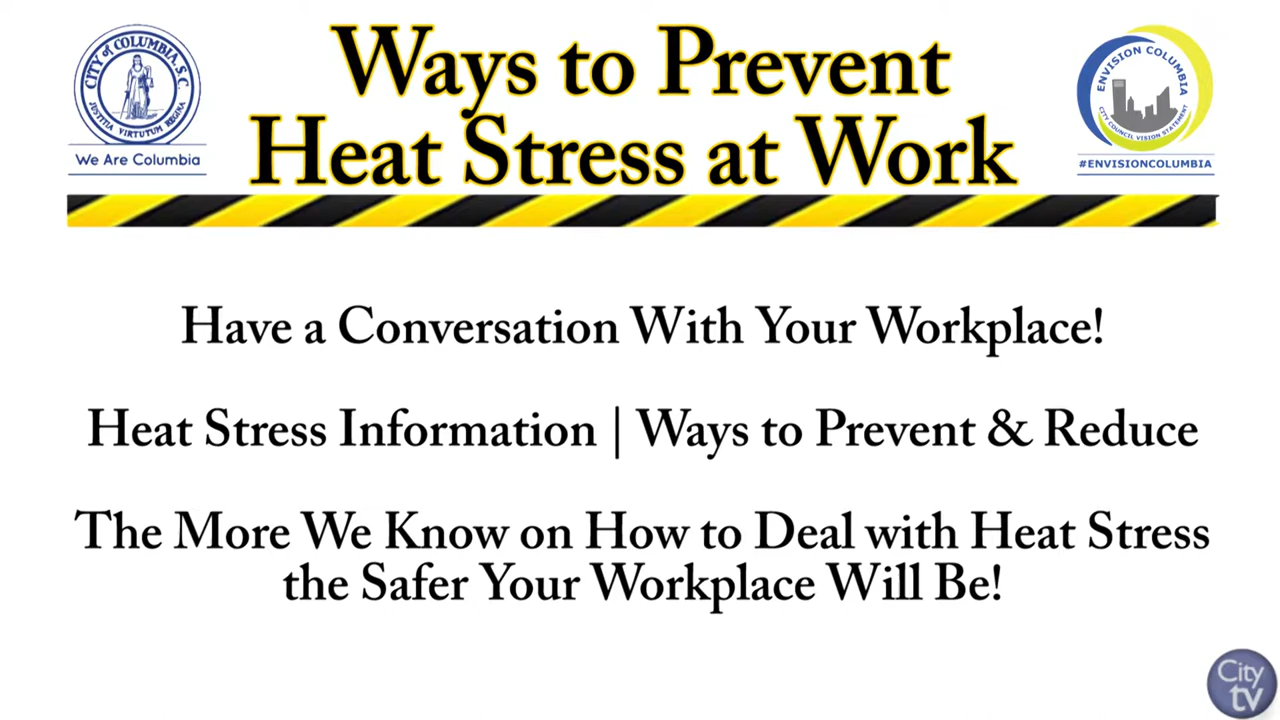 CITY of COLUMBIA, S.C.
JUSTITIA VIRTUTUM REGINA
We Are Columbia
Ways to Prevent
Heat Stress at Work
ENVISION COLUMBIA
CITY COUNCIL VISION STATEMENT
#ENVISIONCOLUMBIA
Have a Conversation With Your Workplace!
Heat Stress Information | Ways to Prevent & Reduce
The More We Know on How to Deal with Heat Stress
the Safer Your Workplace Will Be!
City
tv